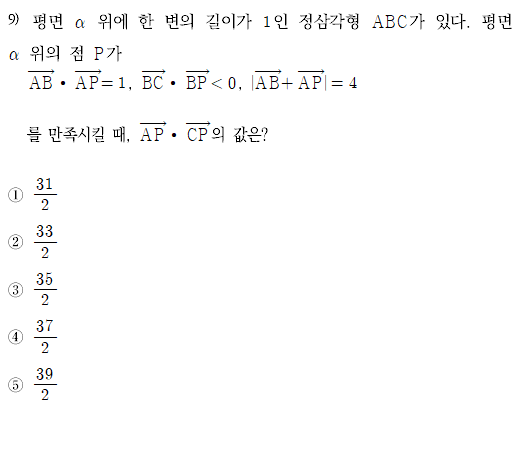 9) 평면 α 위에 한 변의 길이가 1인 정삼각형 ABC가 있다. 평면
α 위의 점 P가
$\overrightarrow{AB} \cdot \overrightarrow{AP} = 1$, $\overrightarrow{BC} \cdot \overrightarrow{BP} < 0$, $|\overrightarrow{AB} + \overrightarrow{AP}| = 4$
를 만족시킬 때, $\overrightarrow{AP} \cdot \overrightarrow{CP}$의 값은?
① $\frac{31}{2}$
② $\frac{33}{2}$
③ $\frac{35}{2}$
④ $\frac{37}{2}$
⑤ $\frac{39}{2}$